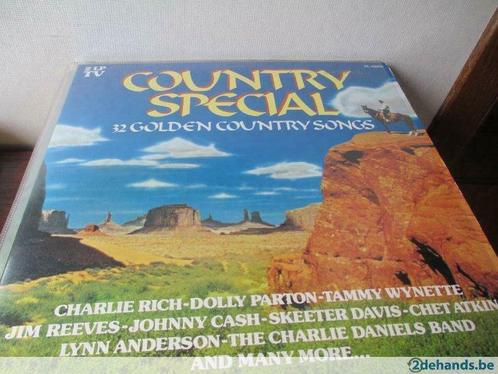 2 LP
TV
COUNTRY
SPECIAL
32 GOLDEN COUNTRY SONGS
CHARLIE RICH-DOLLY PARTON-TAMMY WYNETTE
JIM REEVES-JOHNNY CASH-SKEETER DAVIS-CHET ATKIN
LYNN ANDERSON-THE CHARLIE DANIELS BAND
AND MANY MORE...
2dehands.be